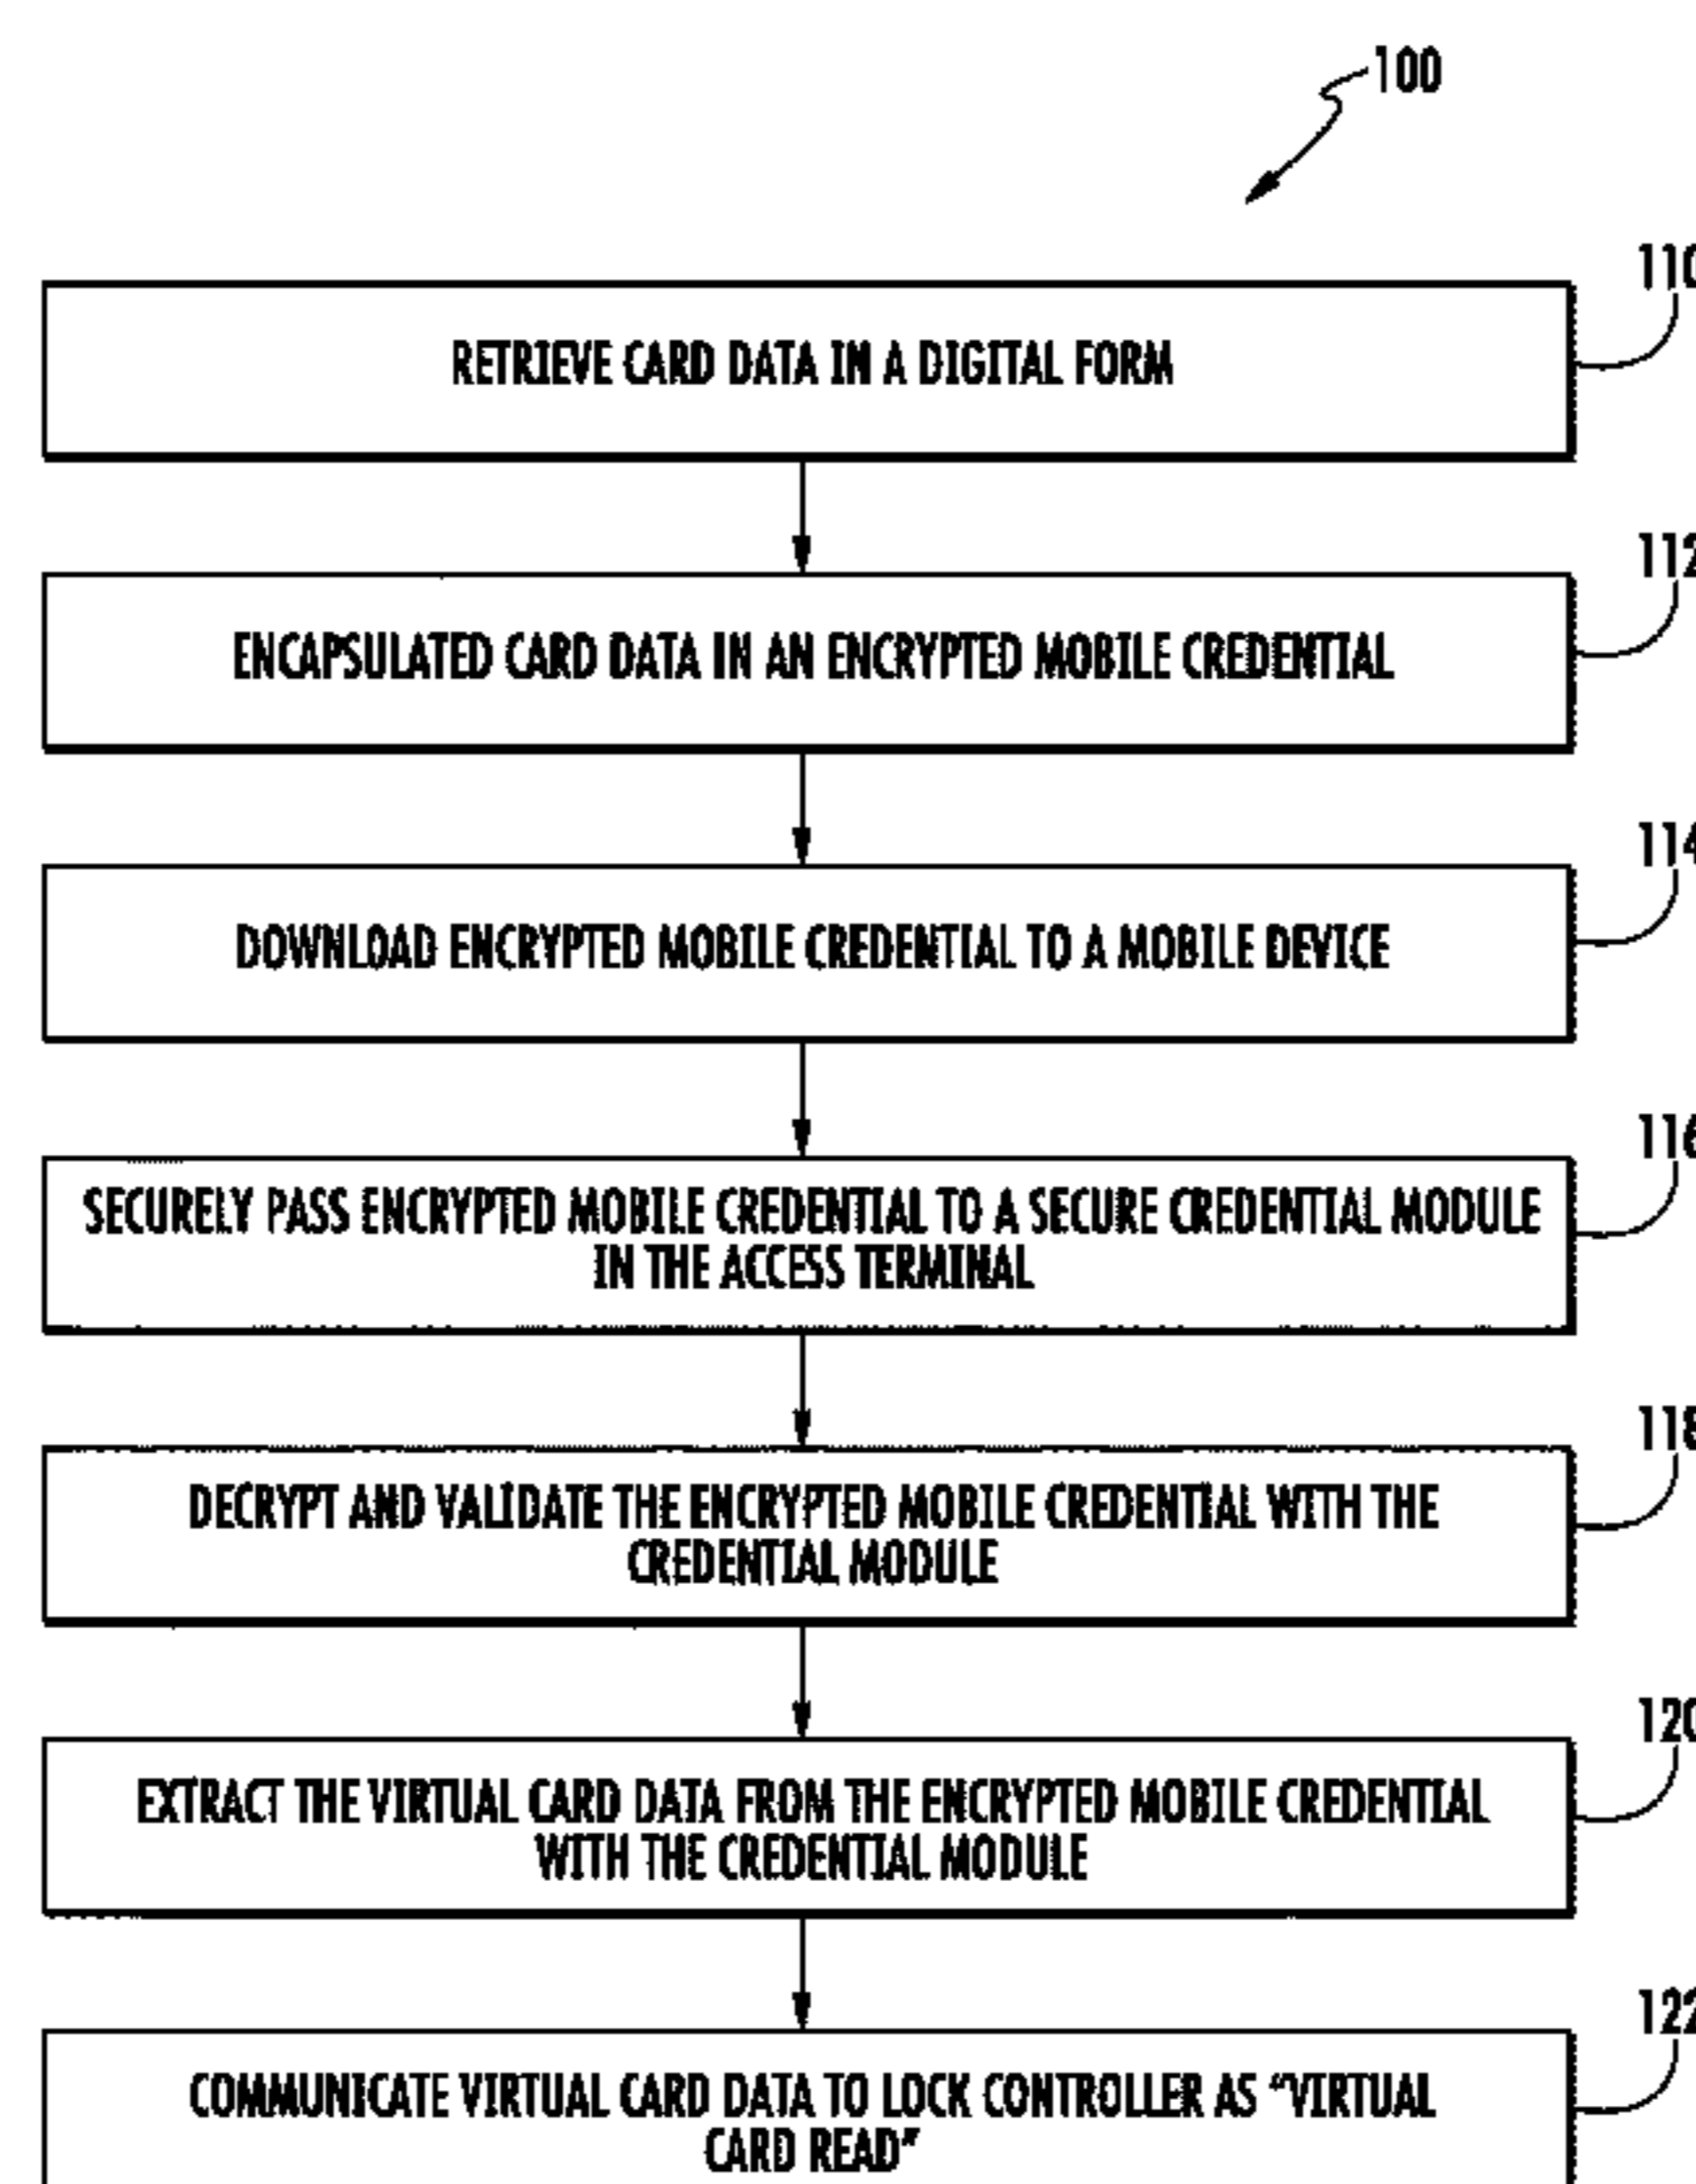 100
110
RETRIEVE CARD DATA IN A DIGITAL FORM
112
ENCAPSULATED CARD DATA IN AN ENCRYPTED MOBILE CREDENTIAL
114
DOWNLOAD ENCRYPTED MOBILE CREDENTIAL TO A MOBILE DEVICE
116
SECURELY PASS ENCRYPTED MOBILE CREDENTIAL TO A SECURE CREDENTIAL MODULE
IN THE ACCESS TERMINAL
118
DECRYPT AND VALIDATE THE ENCRYPTED MOBILE CREDENTIAL WITH THE
CREDENTIAL MODULE
120
EXTRACT THE VIRTUAL CARD DATA FROM THE ENCRYPTED MOBILE CREDENTIAL
WITH THE CREDENTIAL MODULE
122
COMMUNICATE VIRTUAL CARD DATA TO LOCK CONTROLLER AS “VIRTUAL
CARD READ”